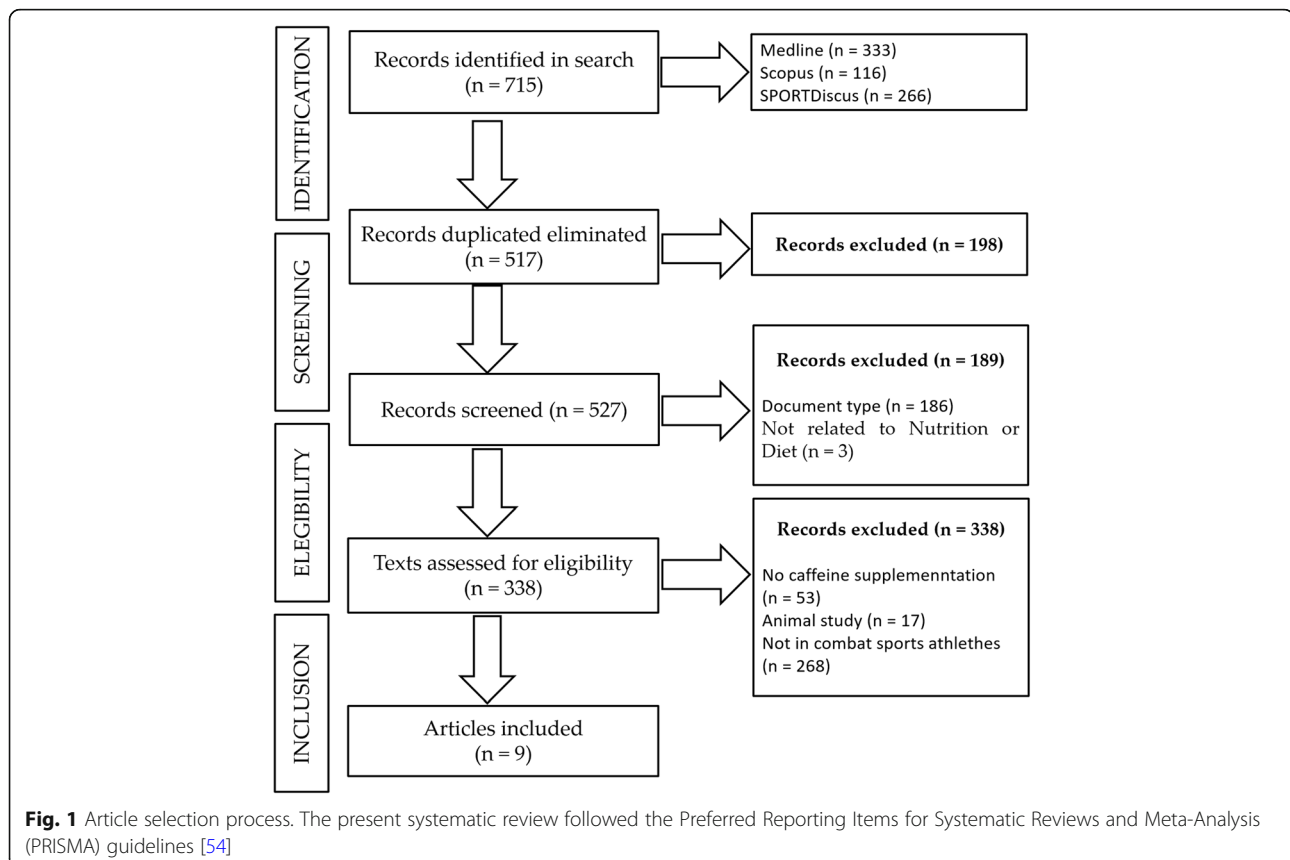 IDENTIFICATION
Records identified in search
(n = 715)
Medline (n = 333)
Scopus (n = 116)
SPORTDiscus (n = 266)
Records duplicated eliminated
(n = 517)
Records excluded (n = 198)
SCREENING
Records screened (n = 527)
Records excluded (n = 189)
Document type (n = 186)
Not related to Nutrition or
Diet (n = 3)
ELEGIBILITY
Texts assessed for eligibility
(n = 338)
Records excluded (n = 338)
No caffeine supplemenntation
(n = 53)
Animal study (n = 17)
Not in combat sports athlethes
(n = 268)
INCLUSION
Articles included
(n = 9)
Fig. 1 Article selection process. The present systematic review followed the Preferred Reporting Items for Systematic Reviews and Meta-Analysis
(PRISMA) guidelines [54]